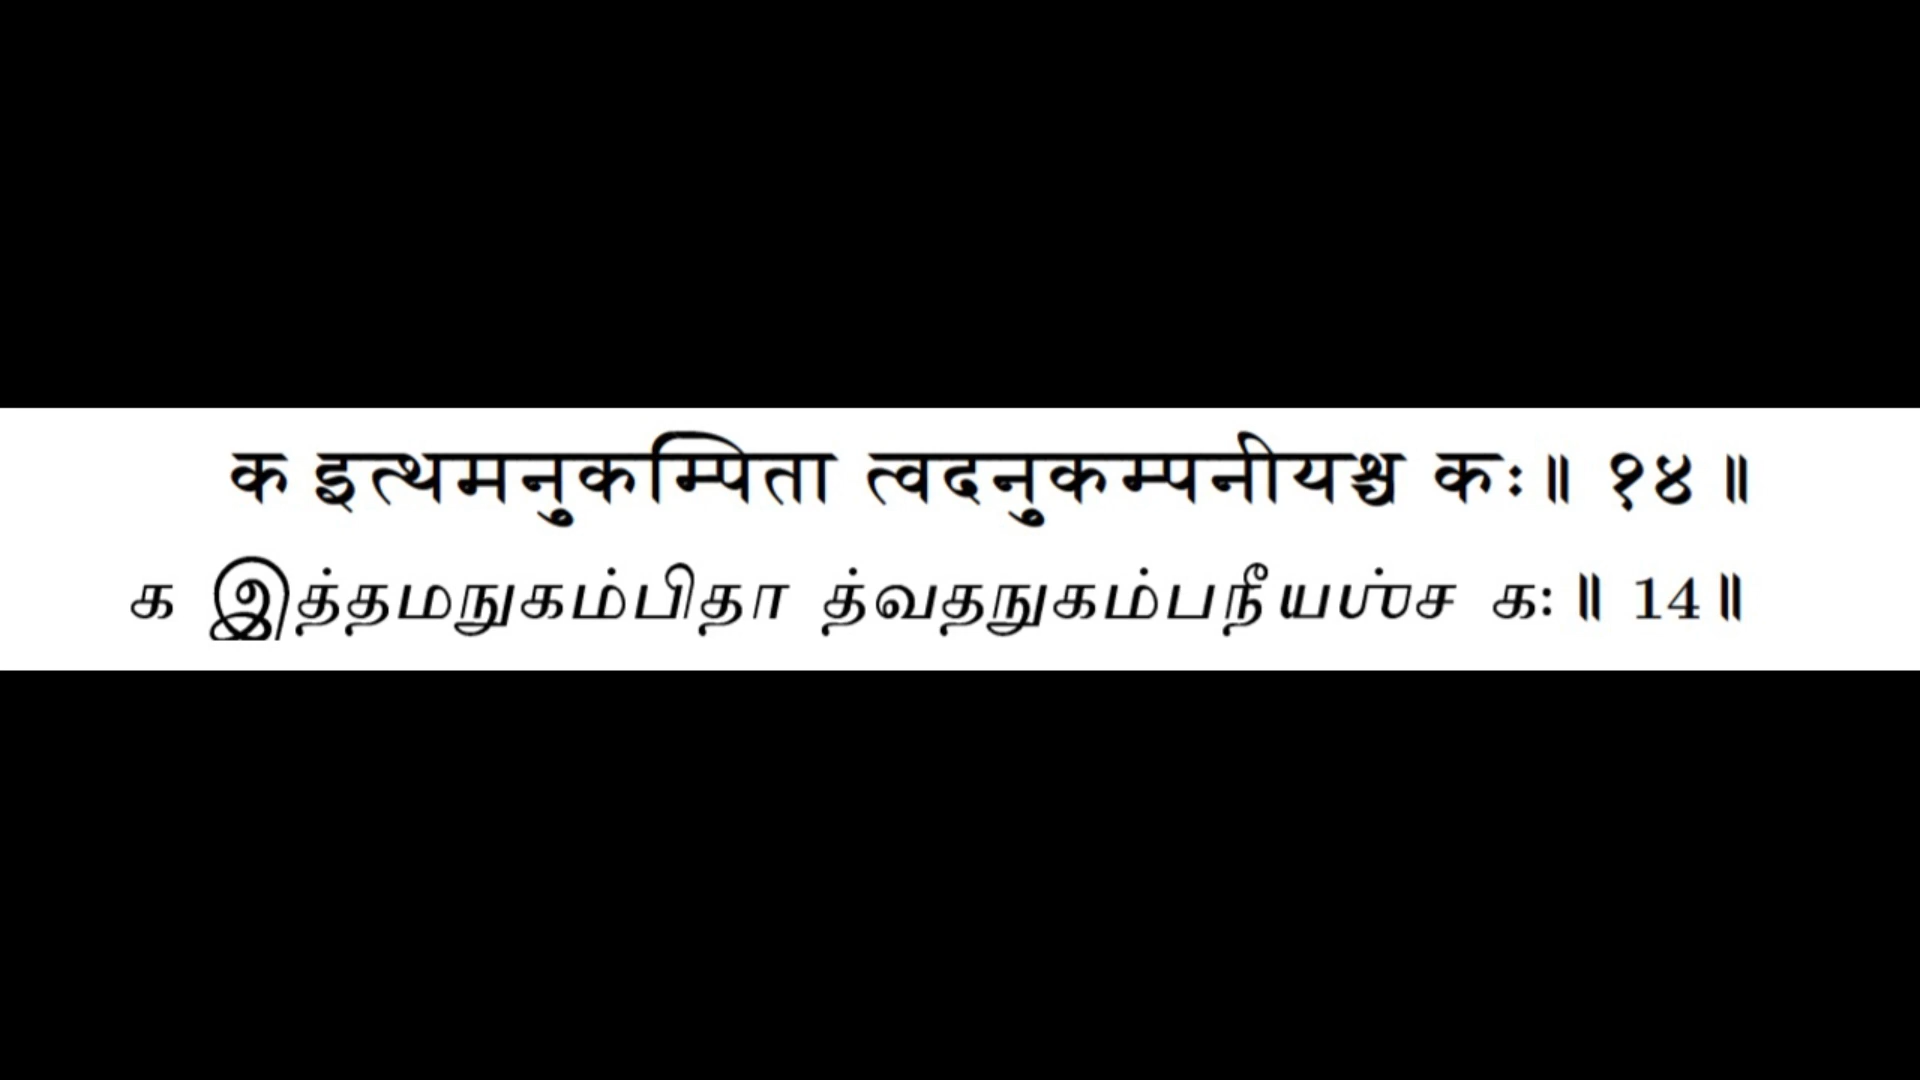 क इत्थमनुकम्पिता त्वदनुकम्पनीयश्च कः॥ १४॥
க இத்தமநுகம்பிதா த்வதநுகம்பநீயஶ்ச க:॥ 14॥